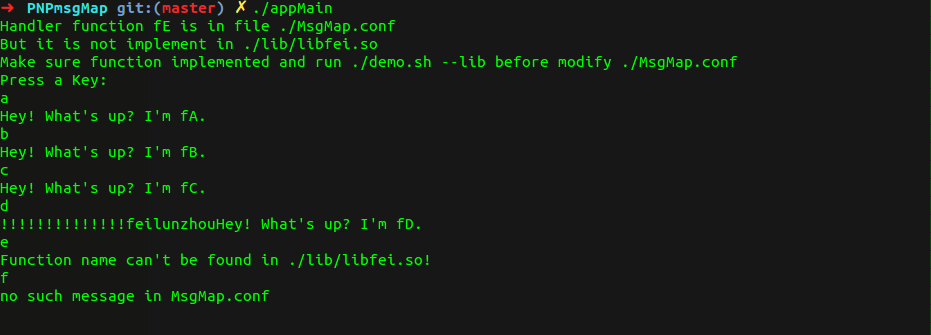 ➜ PNPmsgMap git:(master) ✗ ./appMain
Handler function fE is in file ./MsgMap.conf
But it is not implement in ./lib/libfei.so
Make sure function implemented and run ./demo.sh --lib before modify ./MsgMap.conf
Press a Key:
a
Hey! What's up? I'm fA.
b
Hey! What's up? I'm fB.
c
Hey! What's up? I'm fC.
d
!!!!!!!!!!!!!!feilunzhouHey! What's up? I'm fD.
e
Function name can't be found in ./lib/libfei.so!
f
no such message in MsgMap.conf